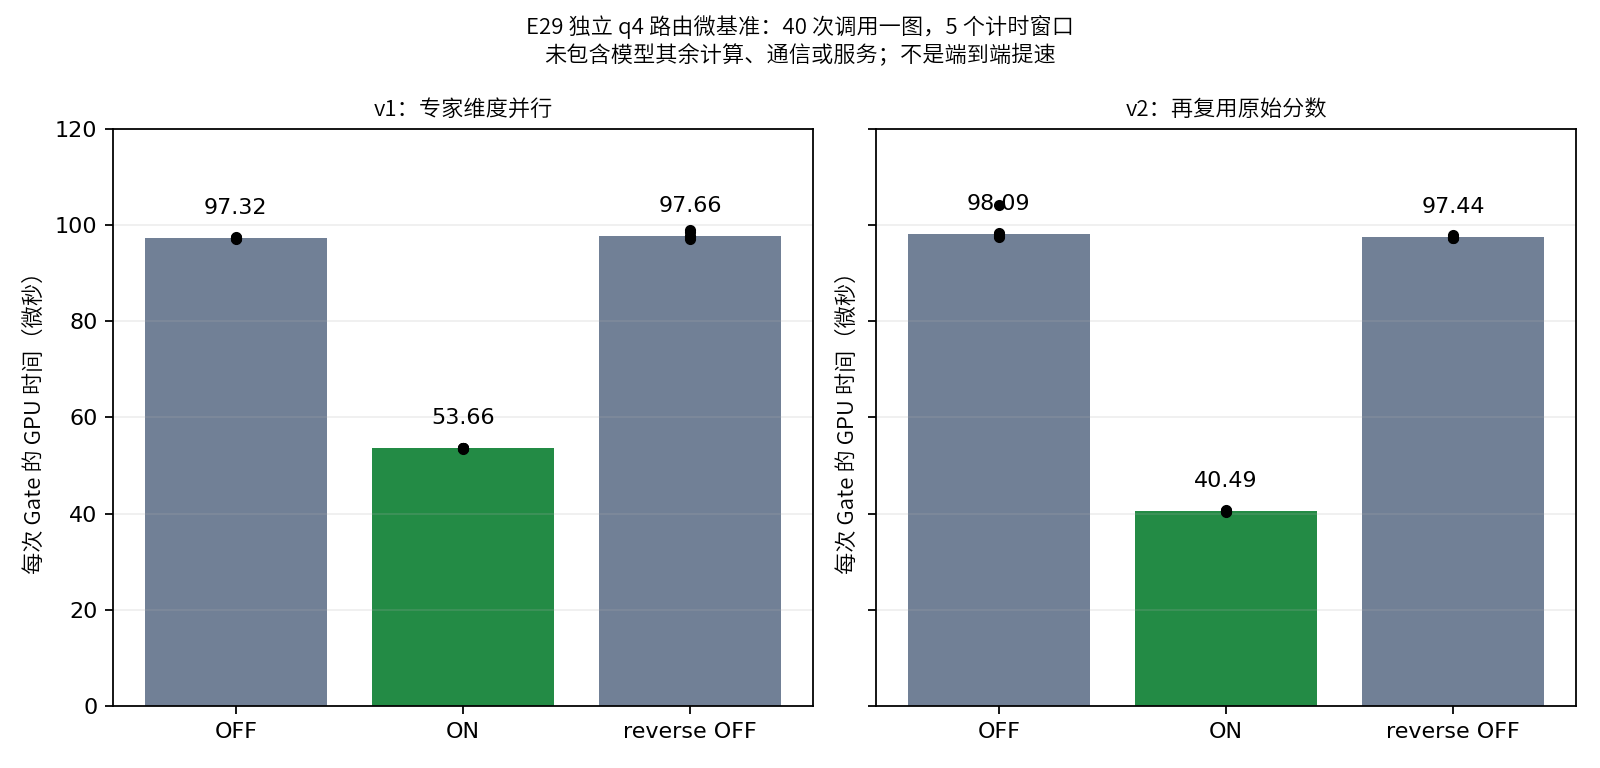 E29 独立 q4 路由微基准：40 次调用一图，5 个计时窗口
未包含模型其余计算、通信或服务；不是端到端提速
v1：专家维度并行
每次 Gate 的 GPU 时间（微秒）
120
100
80
60
40
20
0
97.32
53.66
97.66
OFF
ON
reverse OFF
v2：再复用原始分数
每次 Gate 的 GPU 时间（微秒）
98.09
40.49
97.44
OFF
ON
reverse OFF